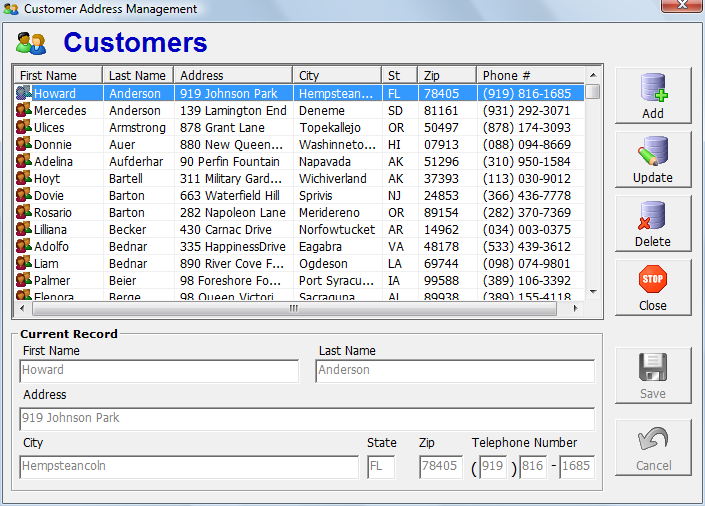 Customer Address Management
Customers
First Name Last Name Address City St Zip Phone #
Howard Anderson 919 Johnson Park Hempstean... FL 78405 (919) 816-1685
Mercedes Anderson 139 Lamington End Deneme SD 81161 (931) 292-3071
Ulices Armstrong 878 Grant Lane Topekallejo OR 50497 (878) 174-3093
Donnie Auer 880 New Queen... Washinneto... HI 07913 (088) 094-8669
Adelina Aufderhar 90 Perfin Fountain Napavada AK 51296 (310) 950-1584
Hoyt Bartell 311 Military Gard... Wichiverland AK 37393 (113) 030-9012
Dovie Barton 663 Waterfield Hill Sprivis NJ 24853 (366) 436-7778
Rosario Barton 282 Napoleon Lane Meridereno OR 89154 (282) 370-7369
Lilliana Becker 430 Carnac Drive Norfowtucket AR 14962 (034) 003-0375
Adolfo Bednar 335 HappinessDrive Eagabra VA 48178 (533) 439-3612
Liam Bednar 890 River Cove F... Ogdeson LA 69744 (098) 074-9801
Palmer Beier 98 Foreshore Fo... Port Syracu... IA 99588 (389) 106-3392
Elenora Berge 98 Queen Victori... Sacraguna AL 89938 (389) 155-4118
Add
Update
Delete
STOP
Close
Current Record
First Name Last Name
Howard Anderson
Address
919 Johnson Park
City State Zip Telephone Number
Hempsteancoln FL 78405 (919) 816-1685
Save
Cancel